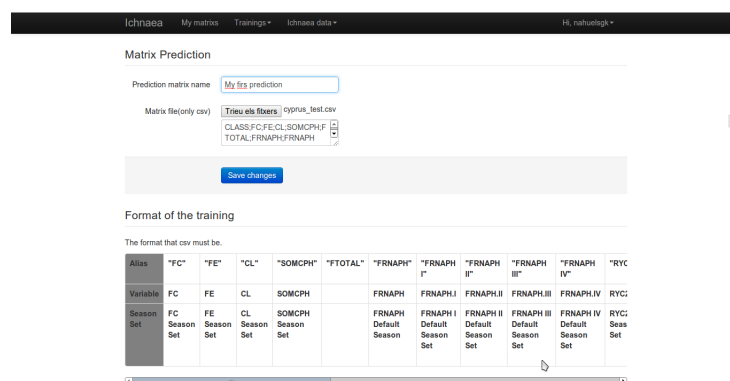 Ichnaea My matrixs Trainings Ichnaea data Hi, nahuelsgk
Matrix Prediction
Prediction matrix name My firs prediction
Matrix file(only csv) Trieu els fitxers cyprus_test.csv
CLASS;FC;FE;CL;SOMCPH;F
TOTAL;FRNAPH;FRNAPH
Save changes
Format of the training
The format that csv must be.
Alias "FC" "FE" "CL" "SOMCPH" "FTOTAL" "FRNAPH" "FRNAPH "FRNAPH "FRNAPH "FRNAPH "RYC
I" II" III" IV"
Variable FC FE CL SOMCPH FRNAPH FRNAPH.I FRNAPH.II FRNAPH.III FRNAPH.IV RYC2
Season FC FE CL SOMCPH FRNAPH FRNAPH I FRNAPH II FRNAPH III FRNAPH IV RYC2
Set Season Season Season Season Default Default Default Default Default Seas
Set Set Set Set Season Season Season Season Season Set
Set Set Set Set